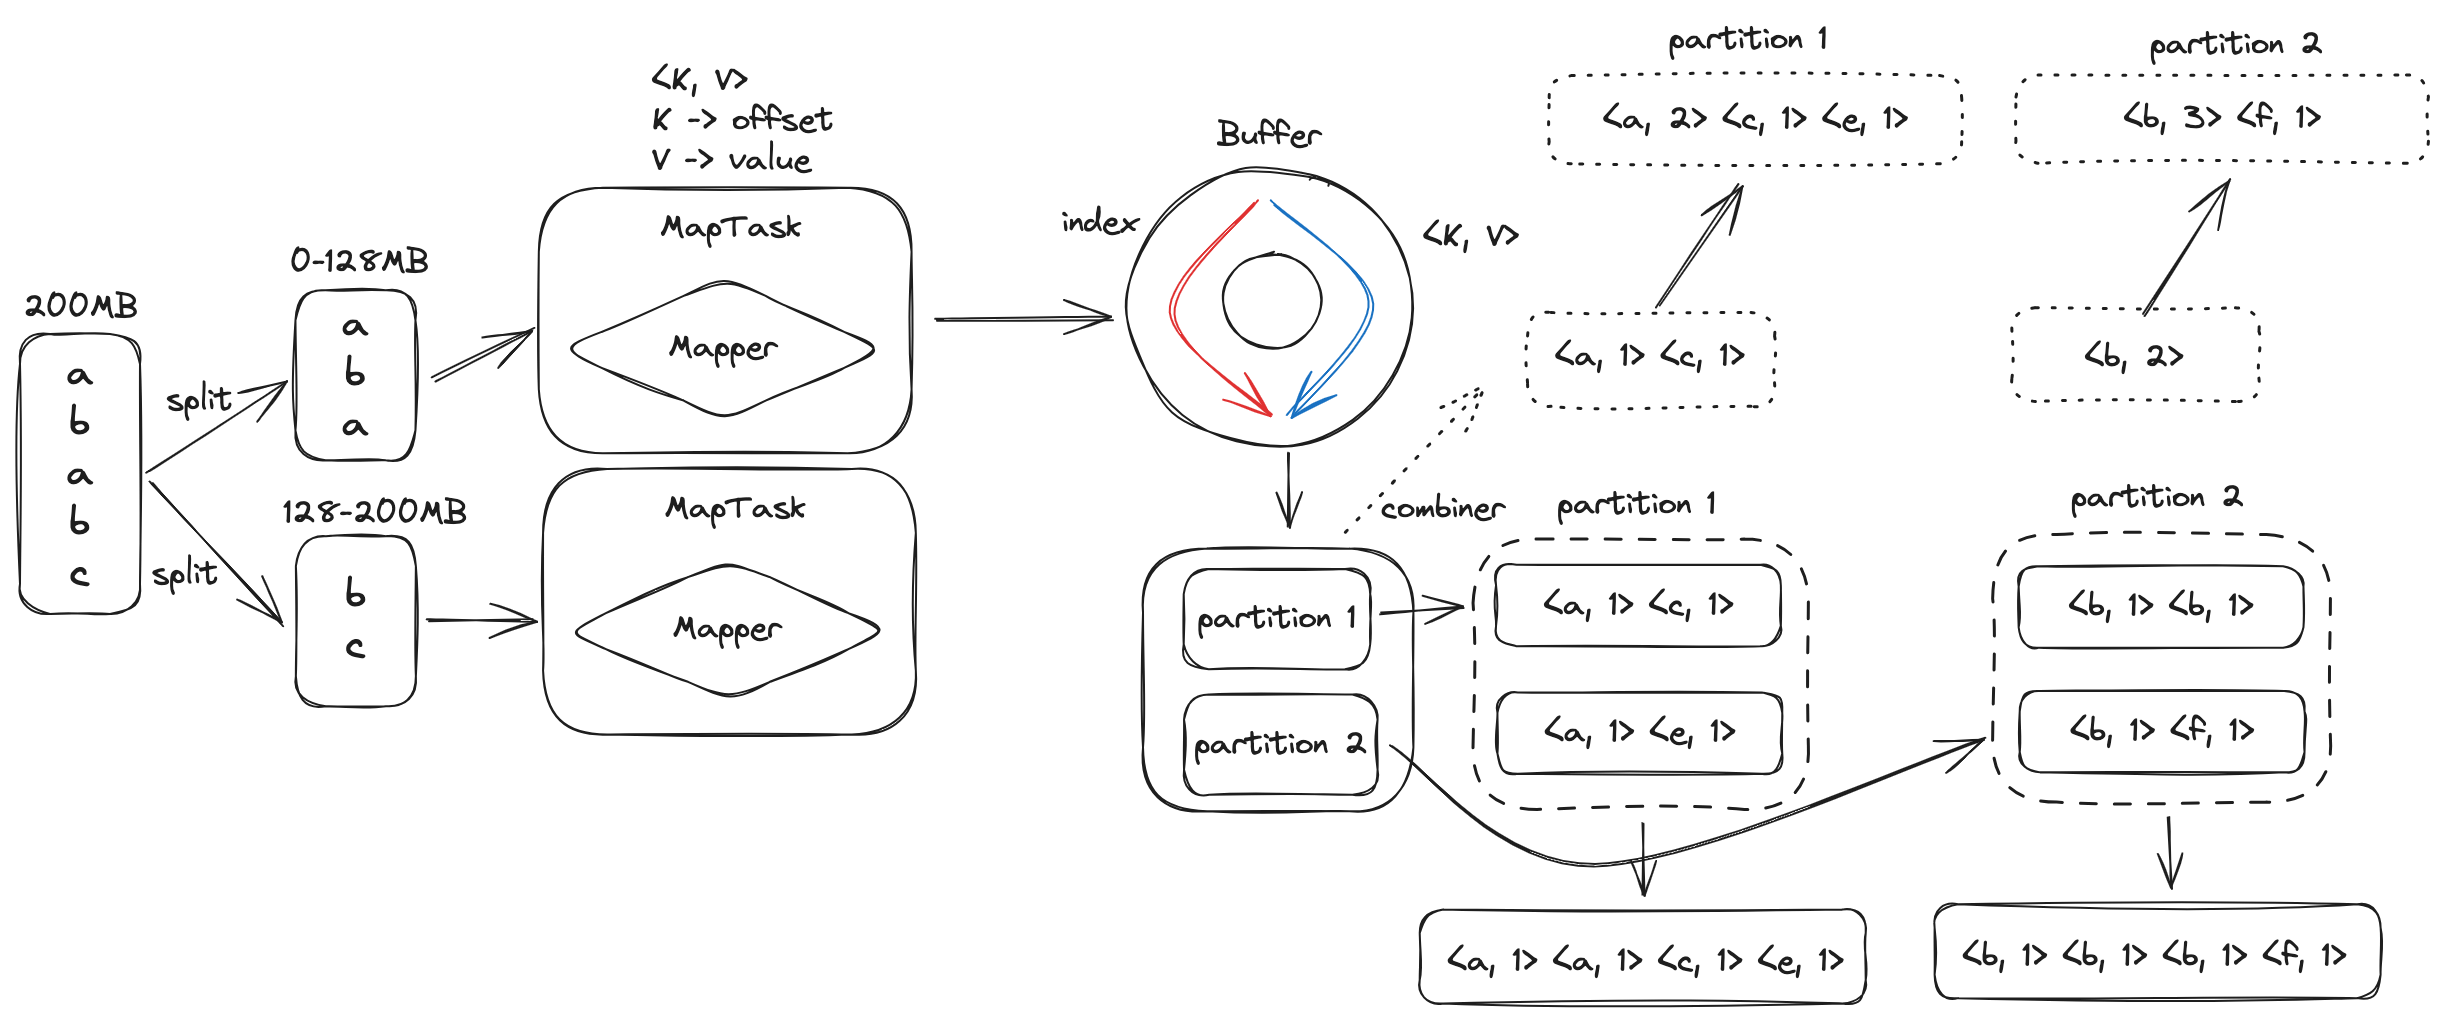 200MB
a
b
a
b
c
split
split
0-128MB
a
b
a
128-200MB
b
c
<K, V>
K -> offset
V -> value
MapTask
Mapper
MapTask
Mapper
Buffer
index
<K, V>
partition 1
partition 2
combiner
partition 1
<a, 2> <c, 1> <e, 1>
<a, 1> <c, 1>
partition 2
<b, 3> <f, 1>
<b, 2>
partition 1
<a, 1> <c, 1>
<a, 1> <e, 1>
<a, 1> <a, 1> <c, 1> <e, 1>
partition 2
<b, 1> <b, 1>
<b, 1> <f, 1>
<b, 1> <b, 1> <b, 1> <f, 1>